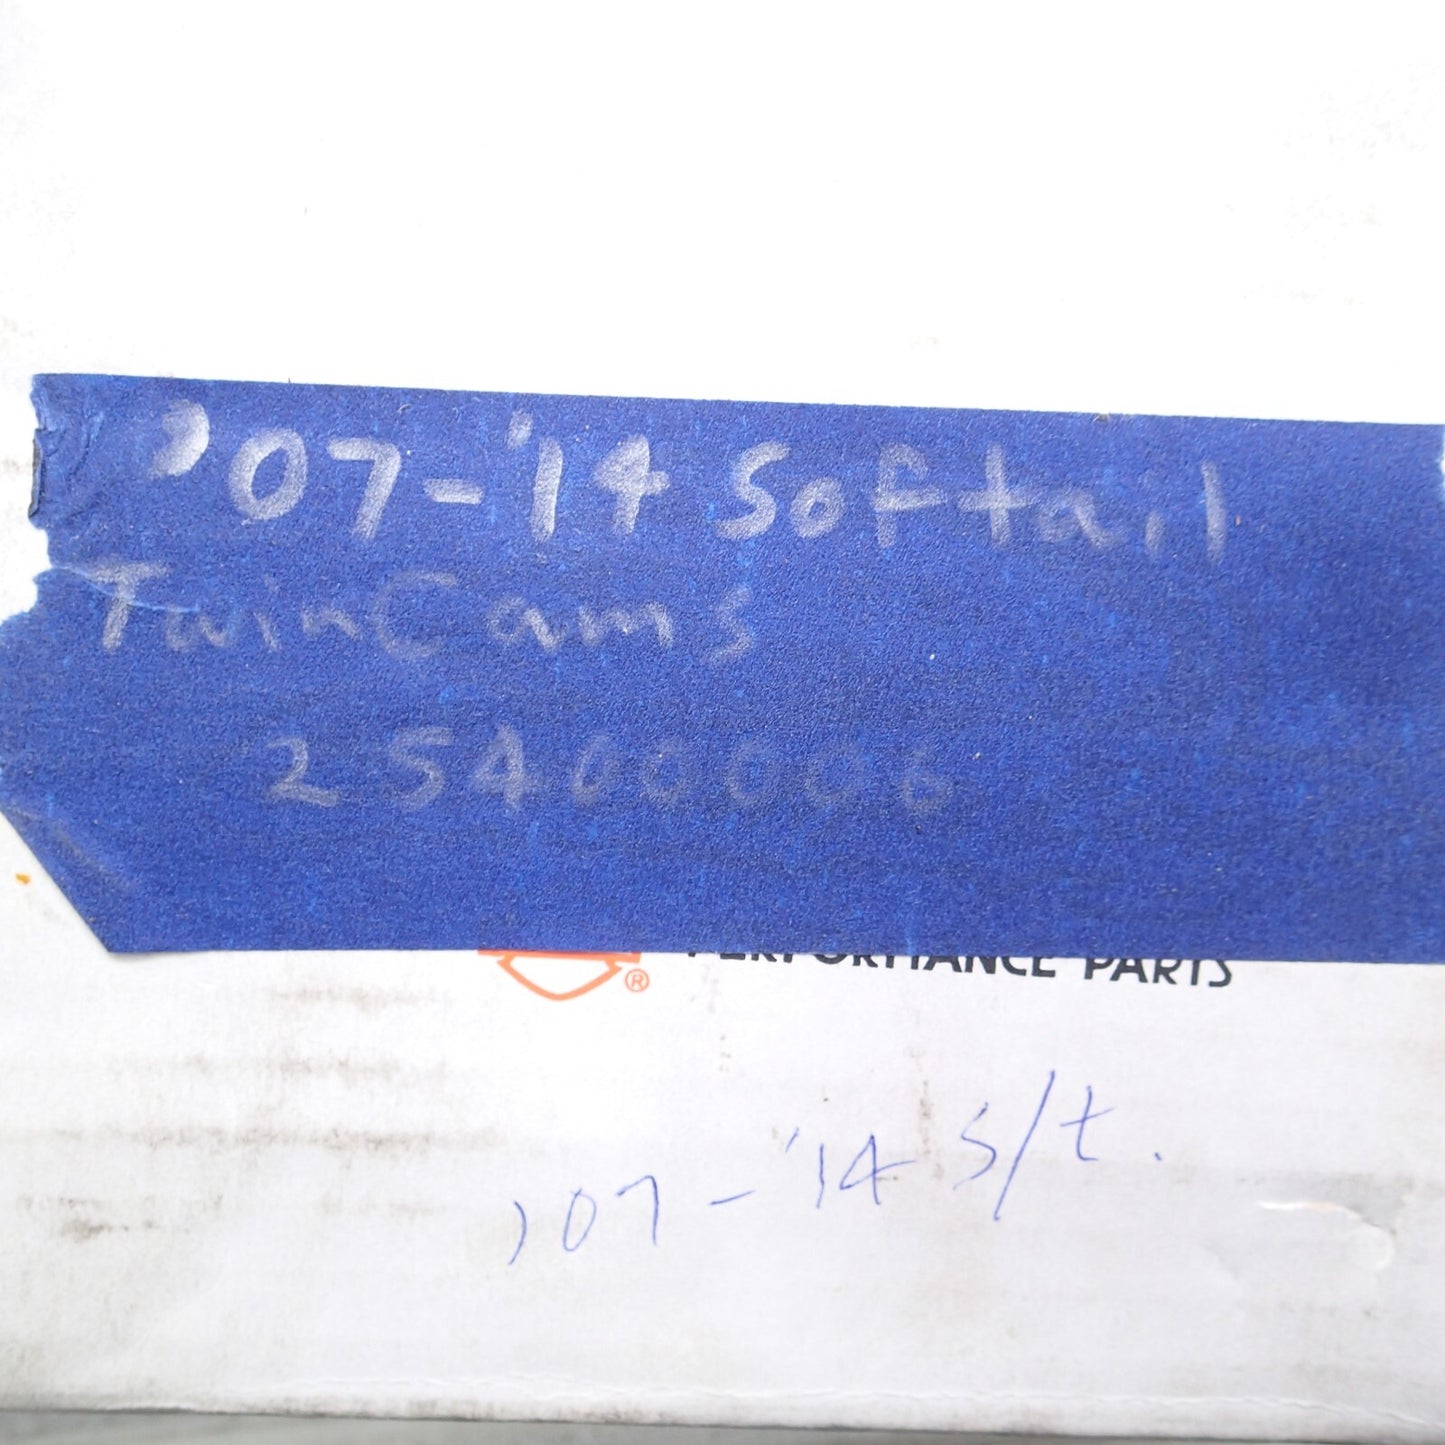 '07-'14 Softail
TwinCams
25400006
®
PERFORMANCE PARTS
'07-'14 S/t.